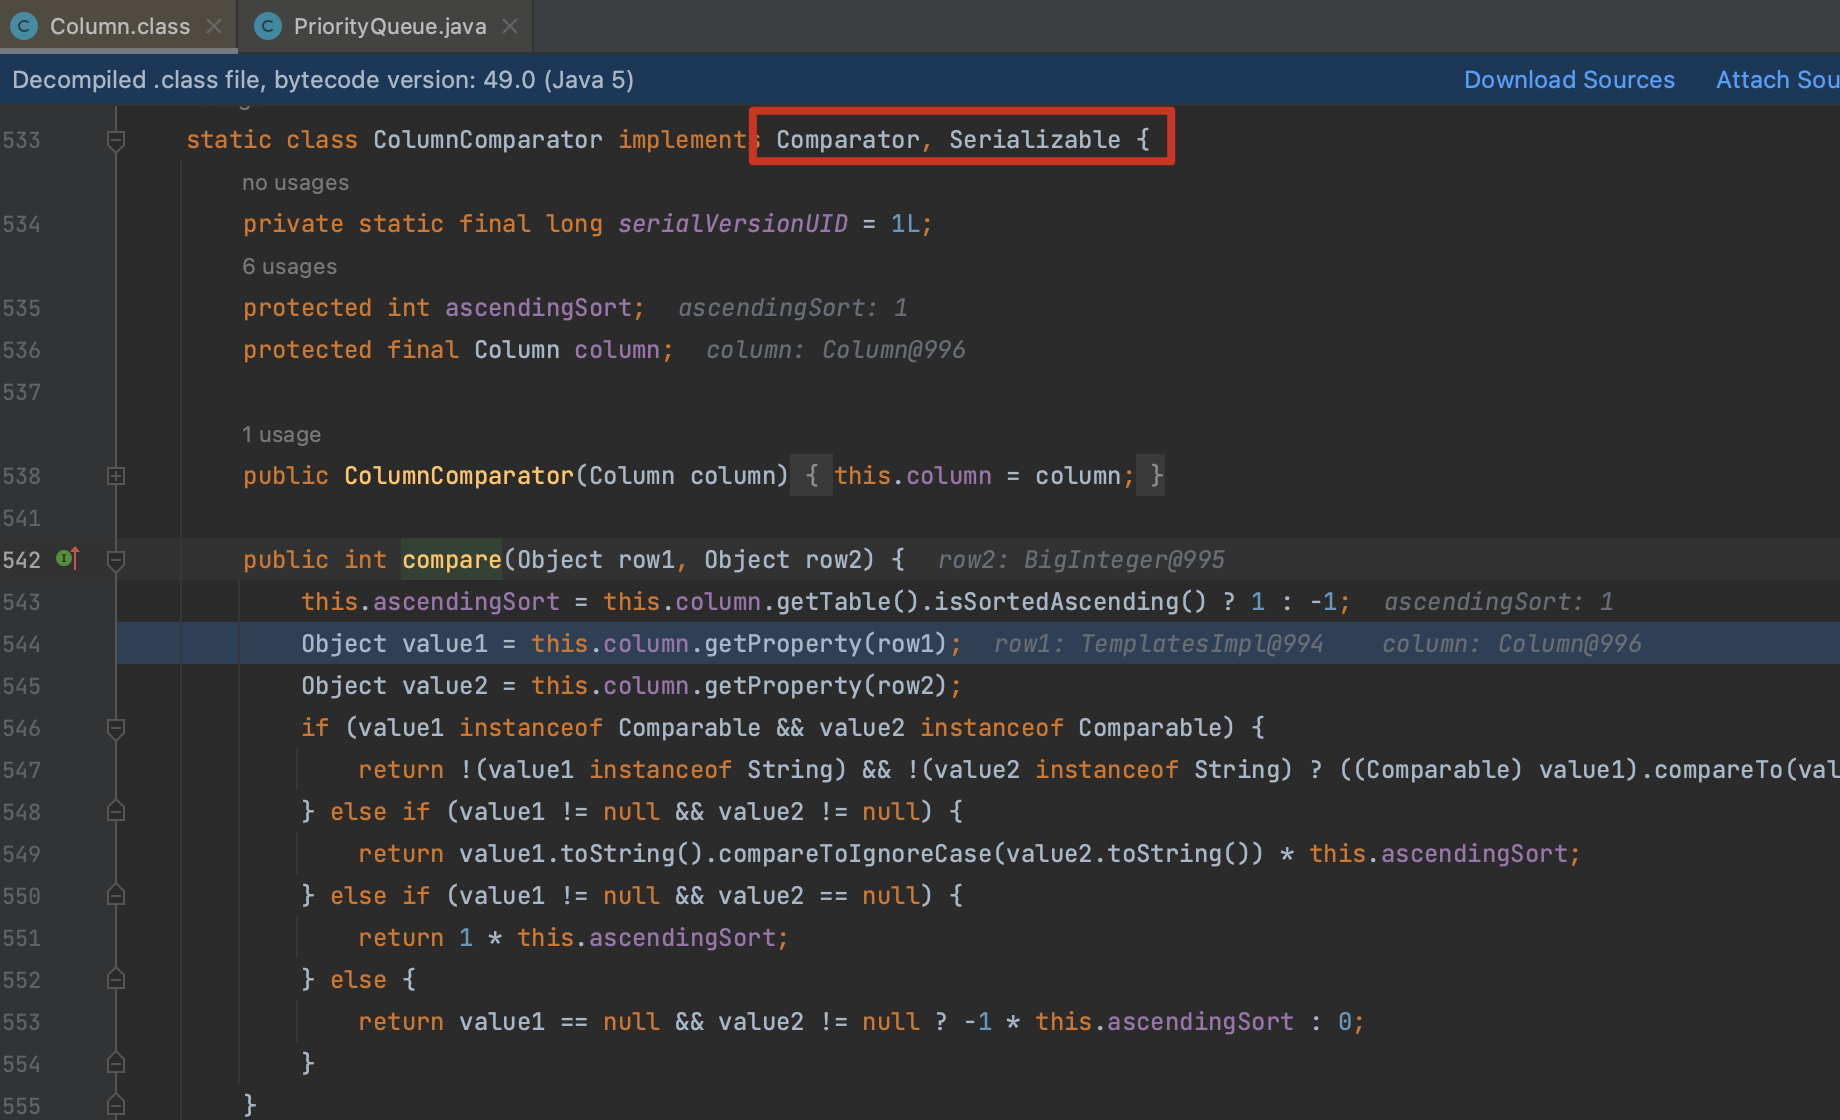 Column.class
PriorityQueue.java
Decompiled .class file, bytecode version: 49.0 (Java 5)
Download Sources
Attach Sou
533 static class ColumnComparator implements Comparator, Serializable {
no usages
534 private static final long serialVersionUID = 1L;
6 usages
535 protected int ascendingSort; ascendingSort: 1
536 protected final Column column; column: Column@996
537
1 usage
538 public ColumnComparator(Column column) { this.column = column; }
541
542 public int compare(Object row1, Object row2) { row2: BigInteger@995
543 this.ascendingSort = this.column.getTable().isSortedAscending() ? 1 : -1; ascendingSort: 1
544 Object value1 = this.column.getProperty(row1); row1: TemplatesImpl@994 column: Column@996
545 Object value2 = this.column.getProperty(row2);
546 if (value1 instanceof Comparable && value2 instanceof Comparable) {
547 return !(value1 instanceof String) && !(value2 instanceof String) ? ((Comparable) value1).compareTo(val
548 } else if (value1 != null && value2 != null) {
549 return value1.toString().compareToIgnoreCase(value2.toString()) * this.ascendingSort;
550 } else if (value1 != null && value2 == null) {
551 return 1 * this.ascendingSort;
552 } else {
553 return value1 == null && value2 != null ? -1 * this.ascendingSort : 0;
554 }
555 }